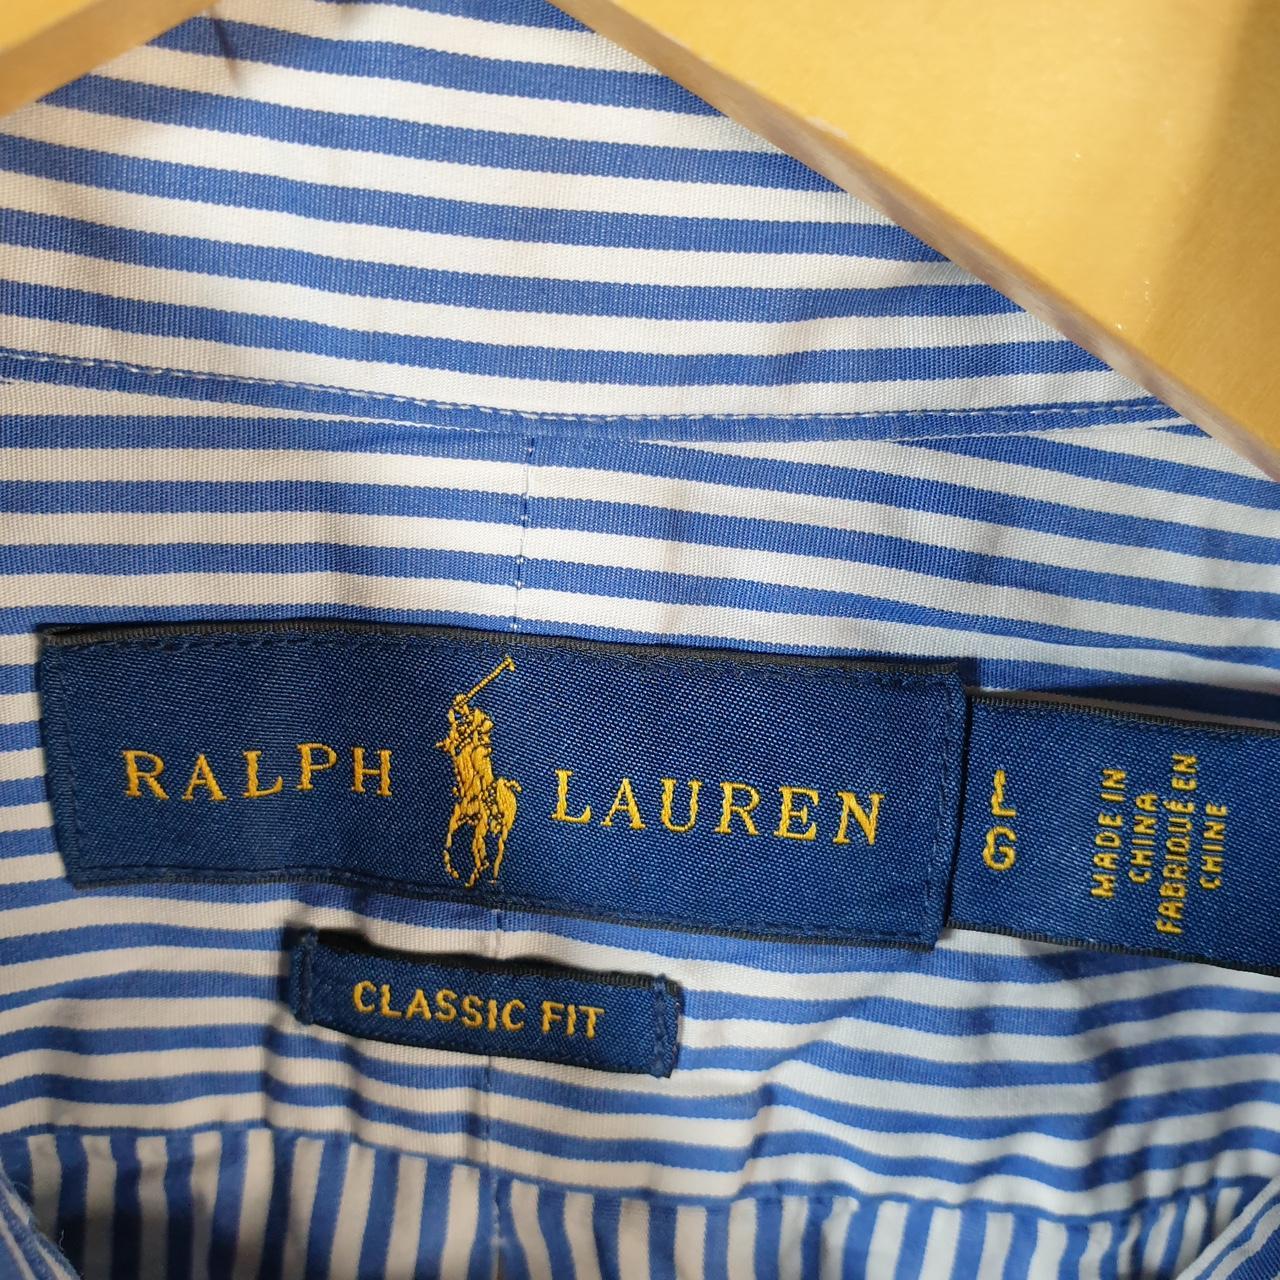 RALPH LAUREN
L
G
MADE IN
CHINA
FABRIQUÉ EN
CHINE
CLASSIC FIT